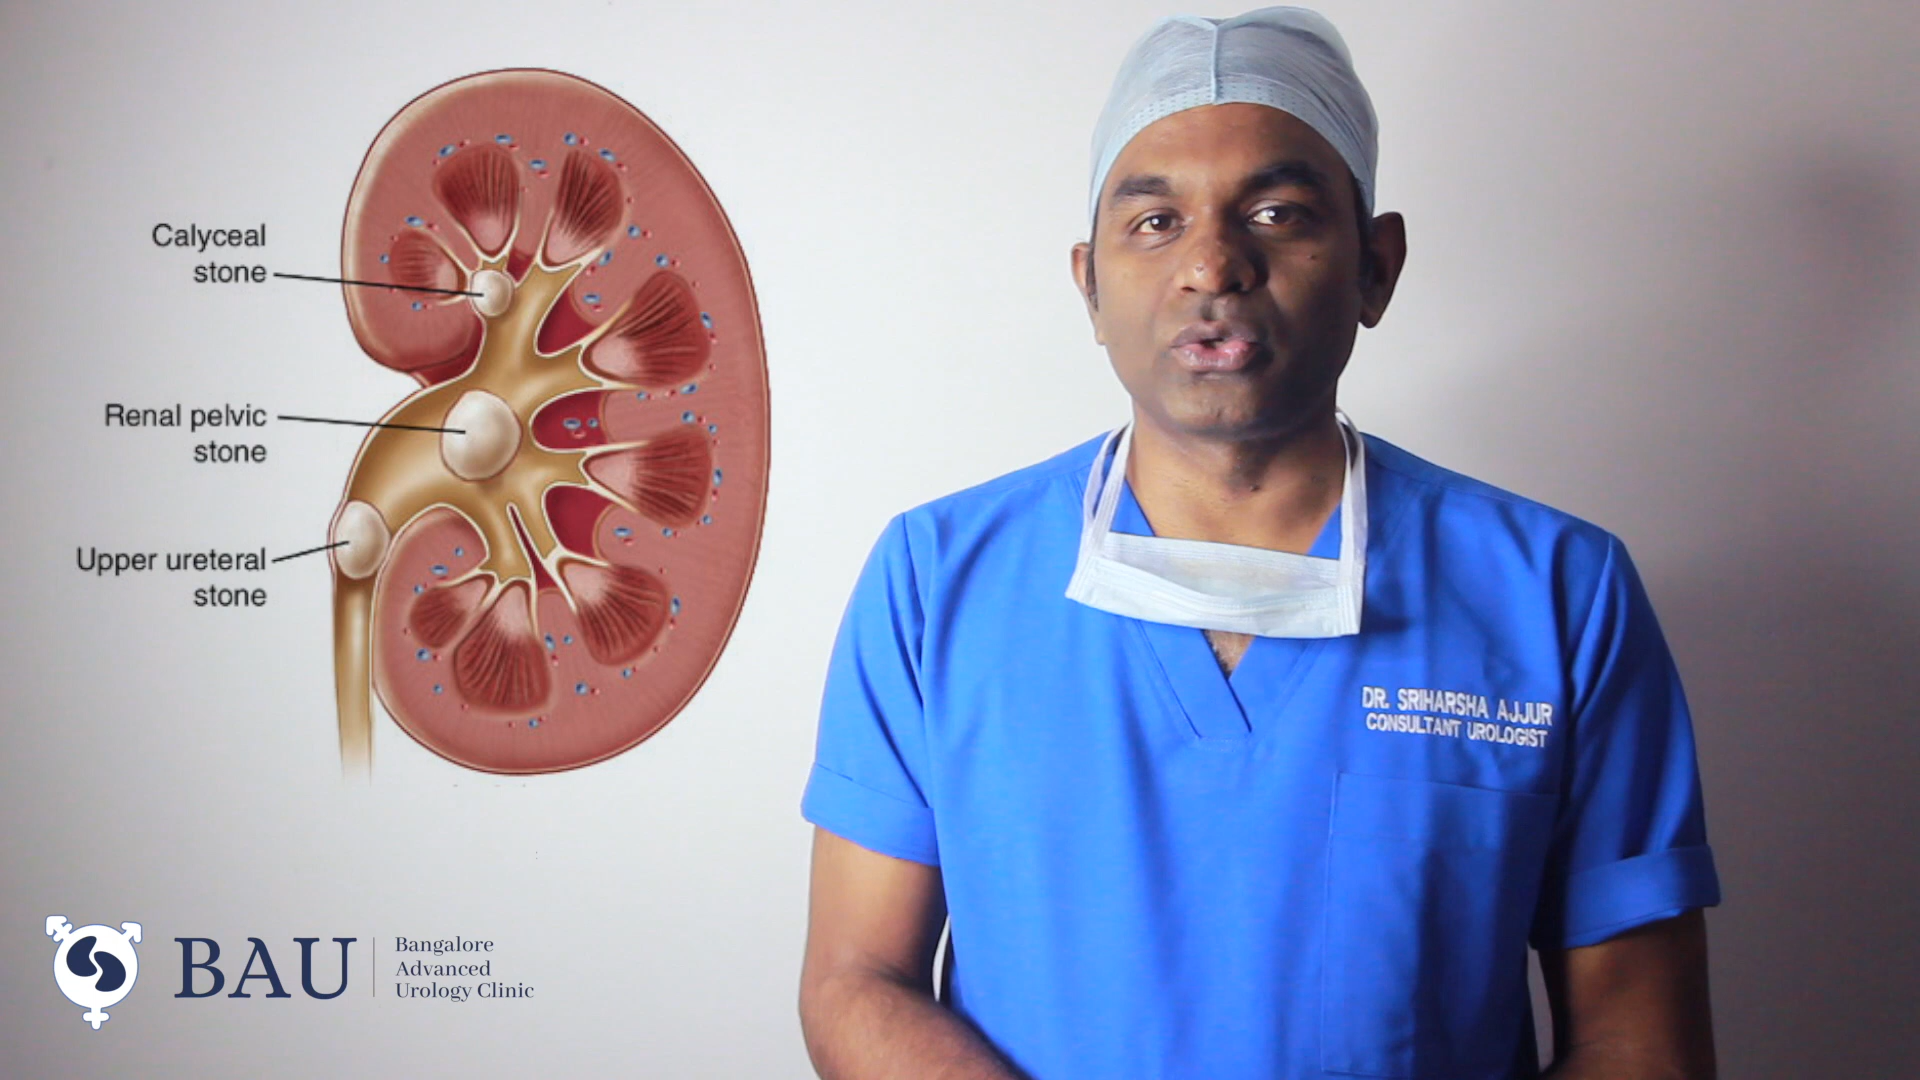 Calyceal
stone
Renal pelvic
stone
Upper ureteral
stone
DR. SRIHARSHA AJJUR
CONSULTANT UROLOGIST
BAU
Bangalore
Advanced
Urology Clinic